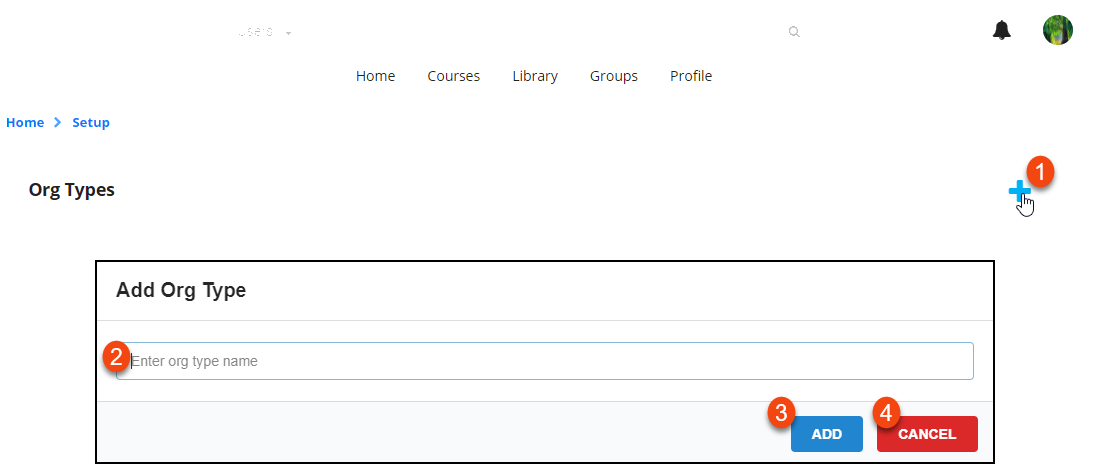 Users
Home Courses Library Groups Profile
Home Setup
1
Org Types
Add Org Type
2 Enter org type name
3 4
ADD CANCEL